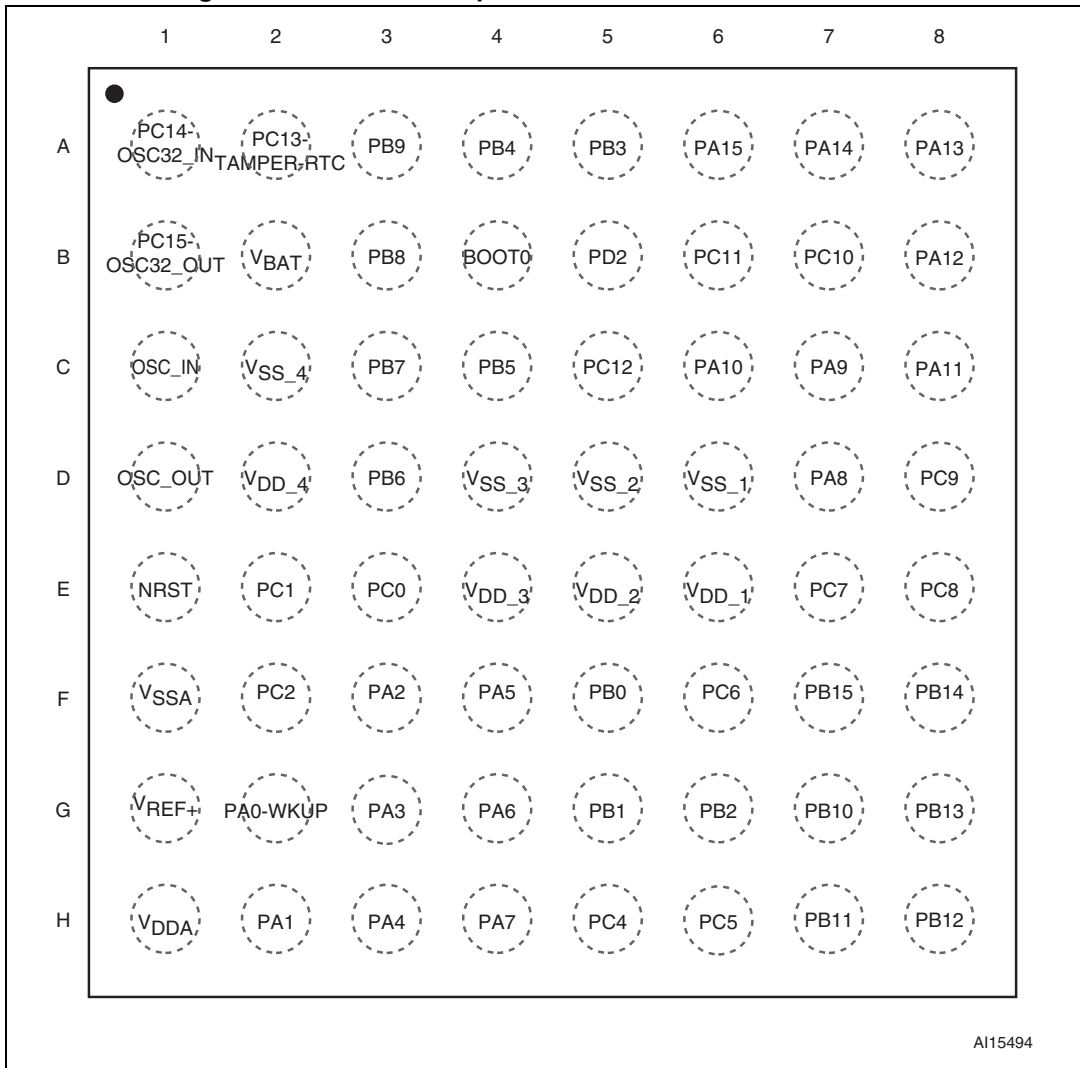 1 2 3 4 5 6 7 8
A PC14-OSC32_IN PC13-TAMPER-RTC PB9 PB4 PB3 PA15 PA14 PA13
B PC15-OSC32_OUT VBAT PB8 BOOT0 PD2 PC11 PC10 PA12
C OSC_IN VSS_4 PB7 PB5 PC12 PA10 PA9 PA11
D OSC_OUT VDD_4 PB6 VSS_3 VSS_2 VSS_1 PA8 PC9
E NRST PC1 PC0 VDD_3 VDD_2 VDD_1 PC7 PC8
F VSSA PC2 PA2 PA5 PB0 PC6 PB15 PB14
G VREF+ PA0-WKUP PA3 PA6 PB1 PB2 PB10 PB13
H VDDA PA1 PA4 PA7 PC4 PC5 PB11 PB12
AI15494